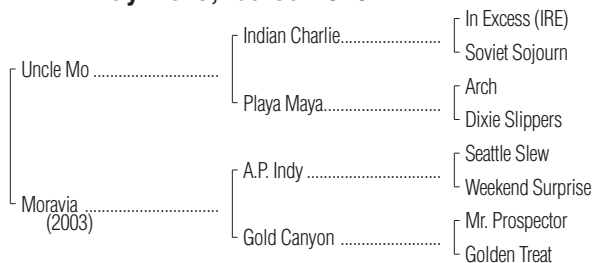 In Excess (IRE)
Indian Charlie
Soviet Sojourn
Uncle Mo
Arch
Playa Maya
Dixie Slippers
Seattle Slew
A.P. Indy
Weekend Surprise
Moravia
(2003)
Mr. Prospector
Gold Canyon
Golden Treat